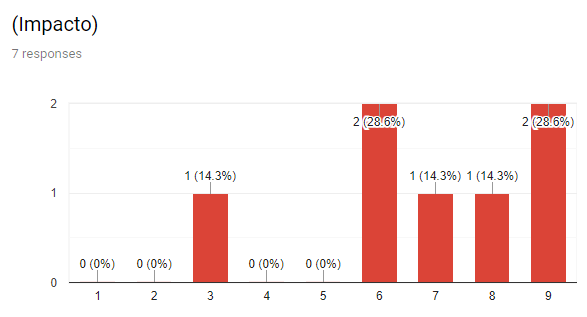 (Impacto)
7 responses
2
2 (28.6%) 2 (28.6%)
1 (14.3%) 1 (14.3%) 1 (14.3%)
1
0 (0%) 0 (0%) 0 (0%) 0 (0%)
0
1 2 3 4 5 6 7 8 9